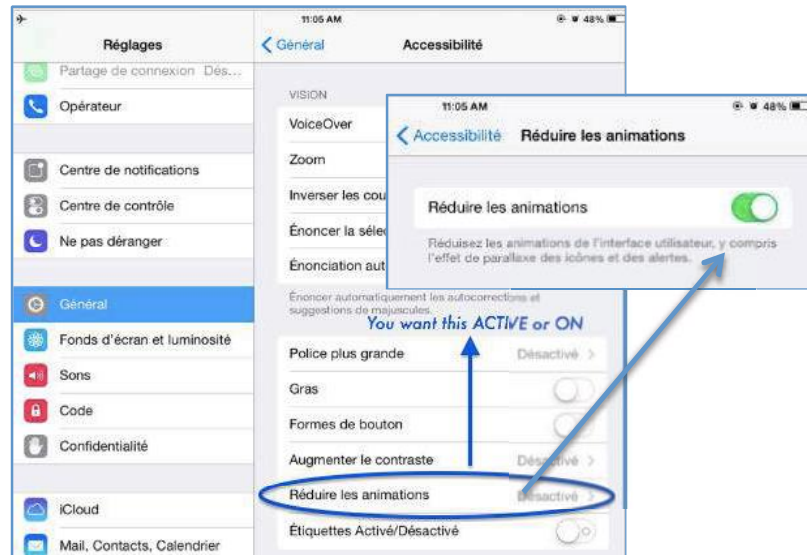 11:05 AM
48%
Réglages
Général
Accessibilité
Partage de connexion Dés...
Opérateur
Centre de notifications
Centre de contrôle
Ne pas déranger
Général
Fonds d'écran et luminosité
Sons
Code
Confidentialité
iCloud
Mail, Contacts, Calendrier
VISION
VoiceOver
Zoom
Inverser les cou
Énoncer la sélec
Énonciation aut
Énoncer automatiquement les autocorrections et
suggestions de majuscules.
You want this ACTIVE or ON
Police plus grande Désactivé
Gras
Formes de bouton
Augmenter le contraste Désactivé
Réduire les animations Désactivé
Étiquettes Activé/Désactivé
11:05 AM
48%
Accessibilité
Réduire les animations
Réduire les animations
Réduisez les animations de l'interface utilisateur, y compris
l'effet de parallaxe des icônes et des alertes.